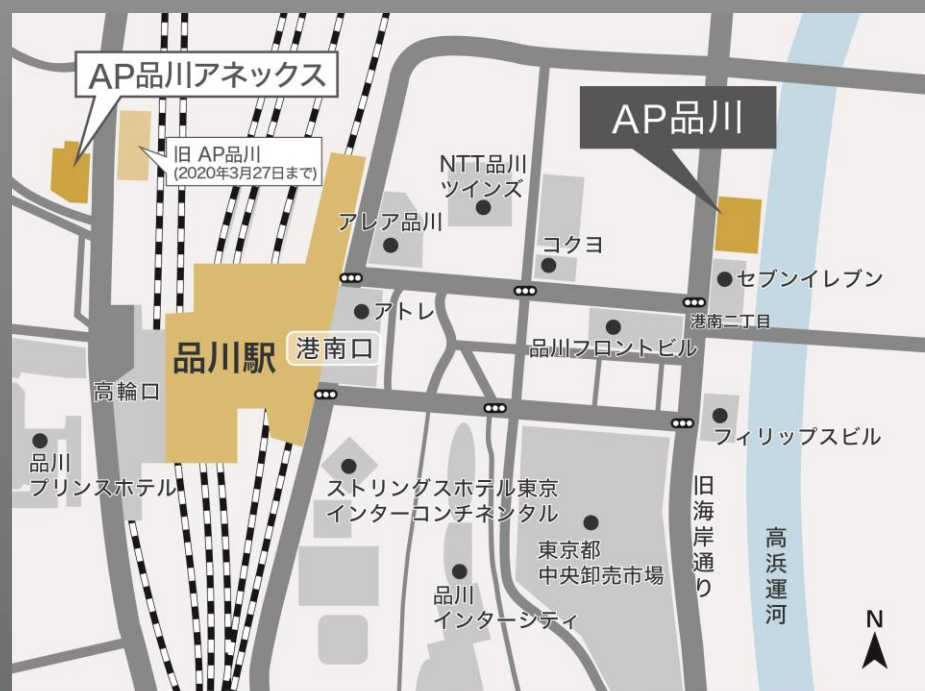 AP品川アネックス
旧 AP品川
(2020年3月27日まで)
AP品川
NTT品川
ツインズ
アレア品川
コクヨ
セブンイレブン
アトレ
港南二丁目
品川フロントビル
品川駅
港南口
高輪口
フィリップスビル
品川
プリンスホテル
ストリングスホテル東京
インターコンチネンタル
旧海岸通り
高浜運河
東京都
中央卸売市場
品川
インターシティ
N